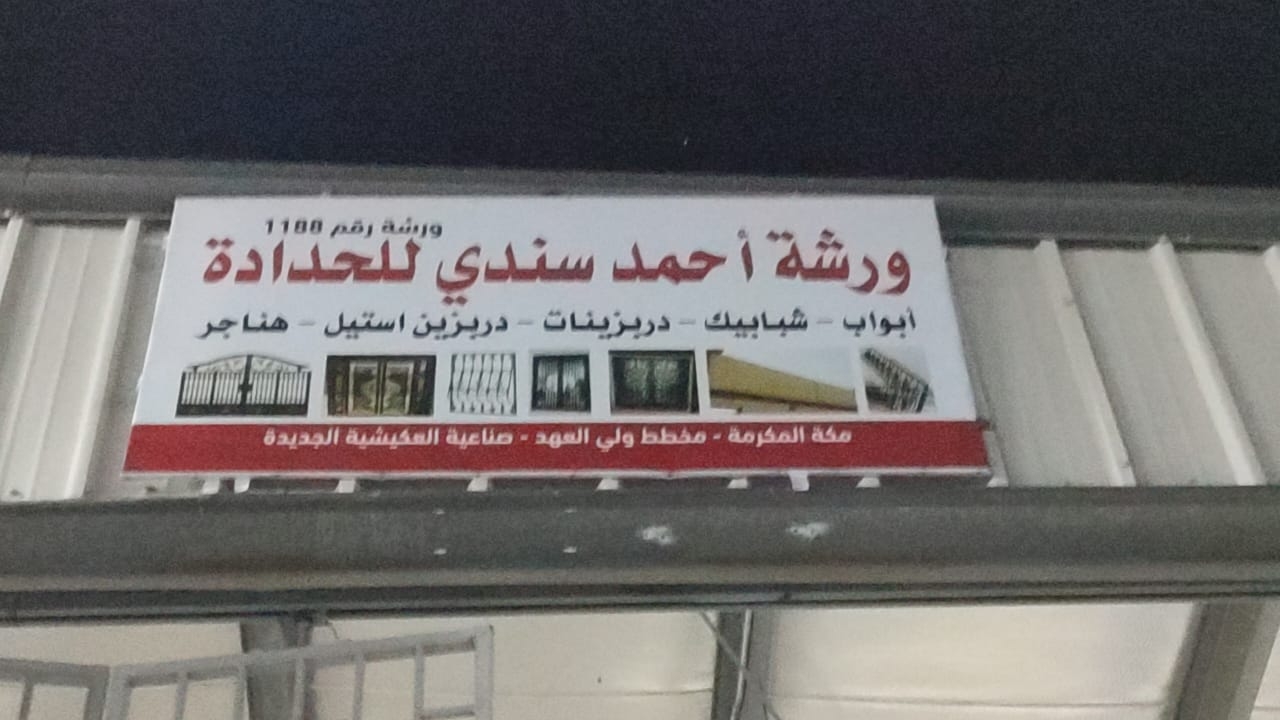 ورشة رقم 1188
ورشة أحمد سندي للحدادة
أبواب - شبابيك - دربزينات - دربزين استيل - هناجر
مكة المكرمة - مخطط ولي العهد - صناعية العكيشية الجديدة